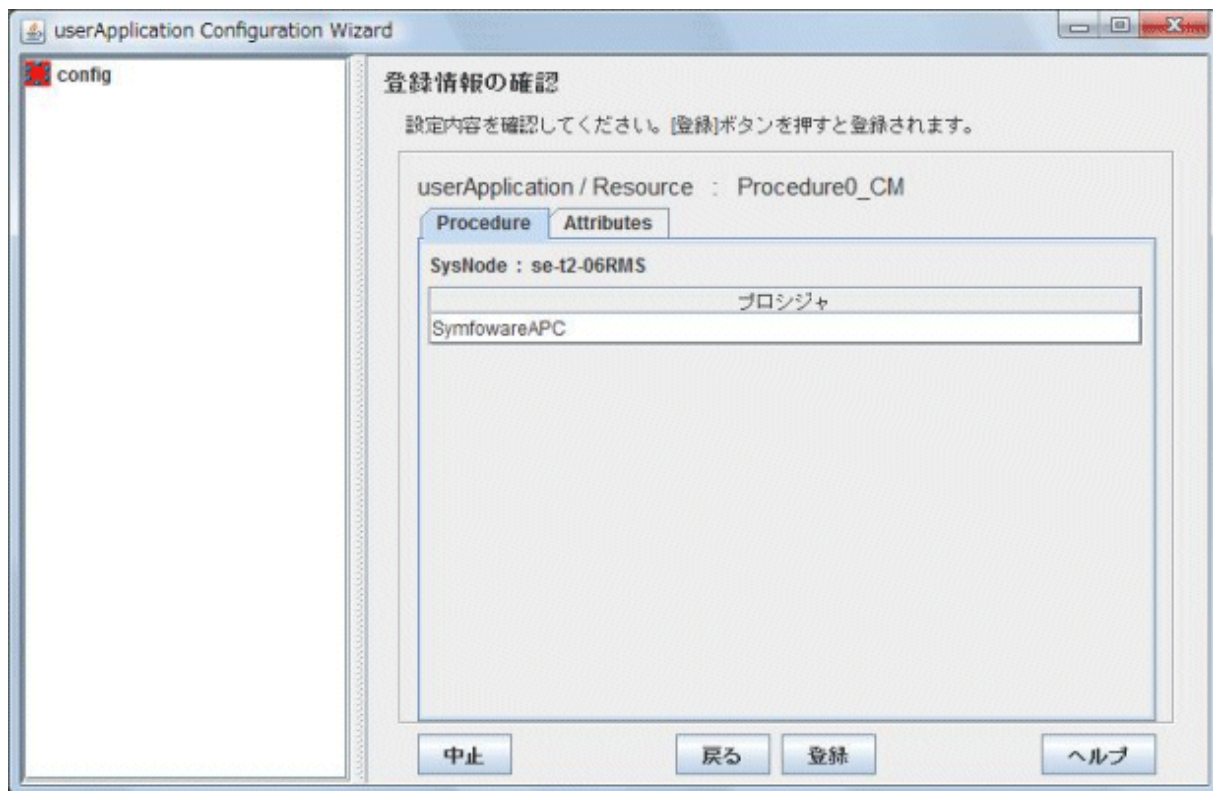 userApplication Configuration Wizard
config
登録情報の確認
設定内容を確認してください。[登録]ボタンを押すと登録されます。
userApplication / Resource : Procedure0_CM
Procedure Attributes
SysNode : se-t2-06RMS
プロシジャ
SymfowareAPC
中止 戻る 登録 ヘルプ